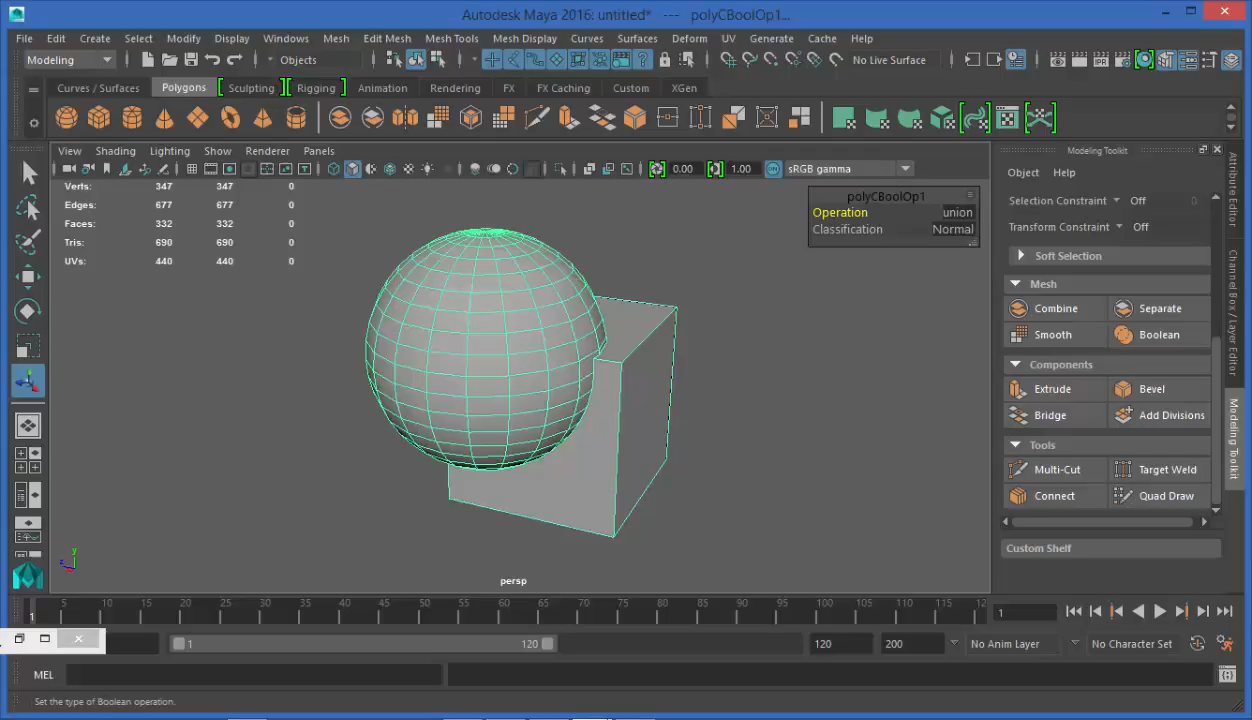 Autodesk Maya 2016: untitled*   ---   polyCBoolOp1...
File Edit Create Select Modify Display Windows Mesh Edit Mesh Mesh Tools Mesh Display Curves Surfaces Deform UV Generate Cache Help
Modeling Objects No Live Surface
Curves / Surfaces Polygons Sculpting Rigging Animation Rendering FX FX Caching Custom XGen
View Shading Lighting Show Renderer Panels
0.00 1.00 sRGB gamma
Verts: 347 347 0
Edges: 677 677 0
Faces: 332 332 0
Tris: 690 690 0
UVs: 440 440 0
polyCBoolOp1
Operation union
Classification Normal
persp
Modeling Toolkit
Object Help
Selection Constraint Off 0
Transform Constraint Off
Soft Selection
Mesh
Combine Separate
Smooth Boolean
Components
Extrude Bevel
Bridge Add Divisions
Tools
Multi-Cut Target Weld
Connect Quad Draw
Custom Shelf
Attribute Editor
Channel Box / Layer Editor
Modeling Toolkit
1 5 10 15 20 25 30 35 40 45 50 55 60 65 70 75 80 85 90 95 100 105 110 115 12 1
1 120 120 200 No Anim Layer No Character Set
MEL
Set the type of Boolean operation.